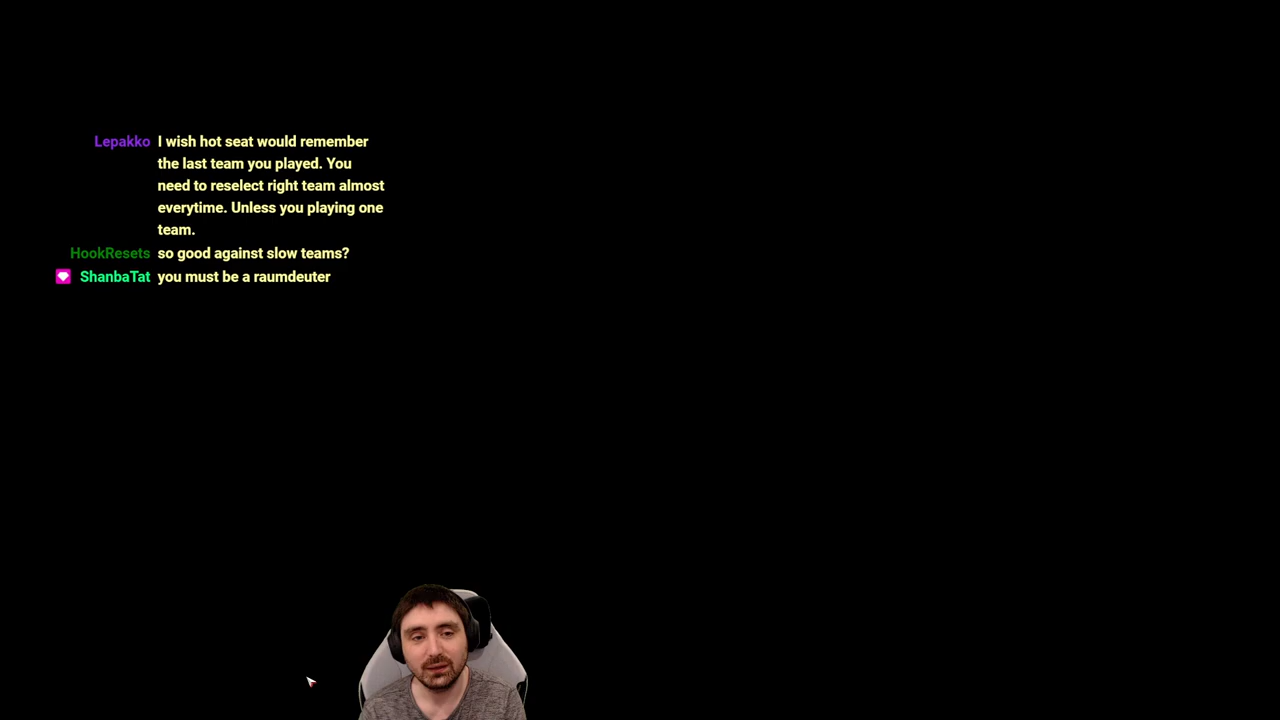 Lepakko I wish hot seat would remember
the last team you played. You
need to reselect right team almost
everytime. Unless you playing one
team.
HookResets so good against slow teams?
ShanbaTat you must be a raumdeuter